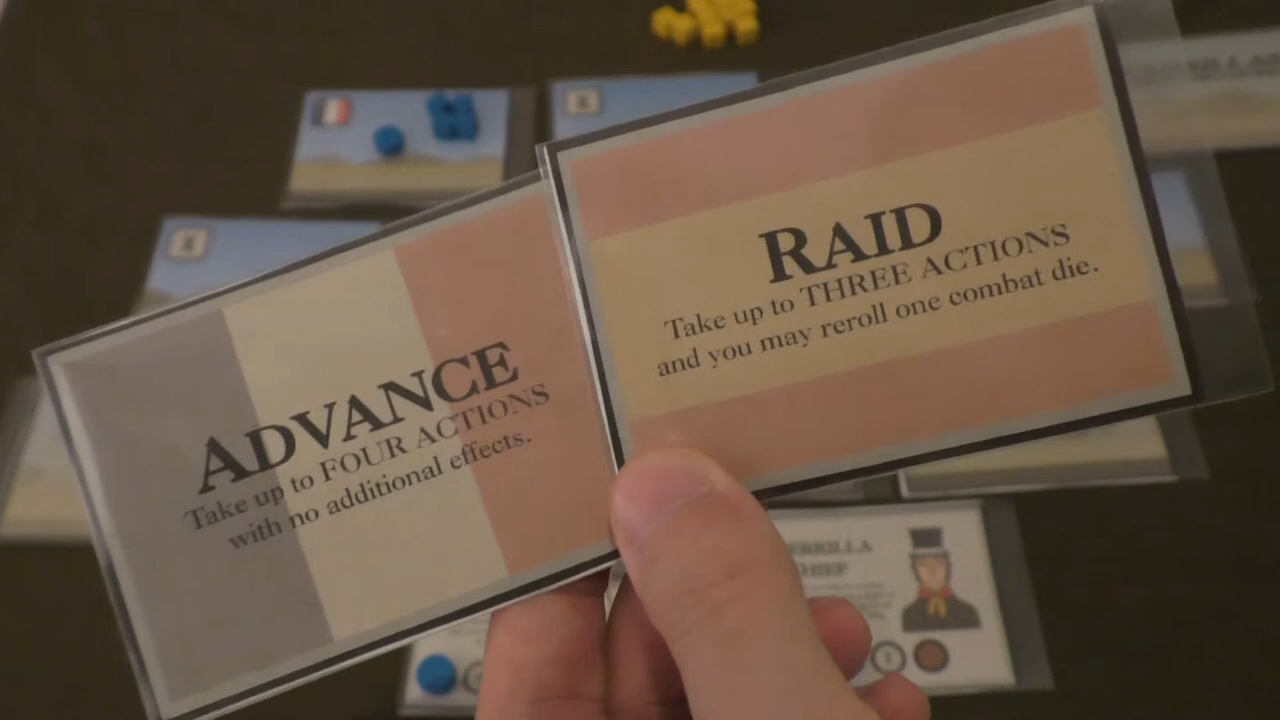 ADVANCE
Take up to FOUR ACTIONS
with no additional effects.
RAID
Take up to THREE ACTIONS
and you may reroll one combat die.